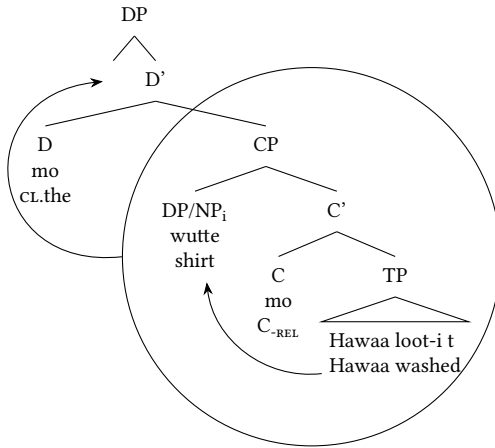 DP
D’
D
mo
CL.the
CP
DP/NPi
wutte
shirt
C’
C
mo
C-REL
TP
Hawaa loot-i t
Hawaa washed